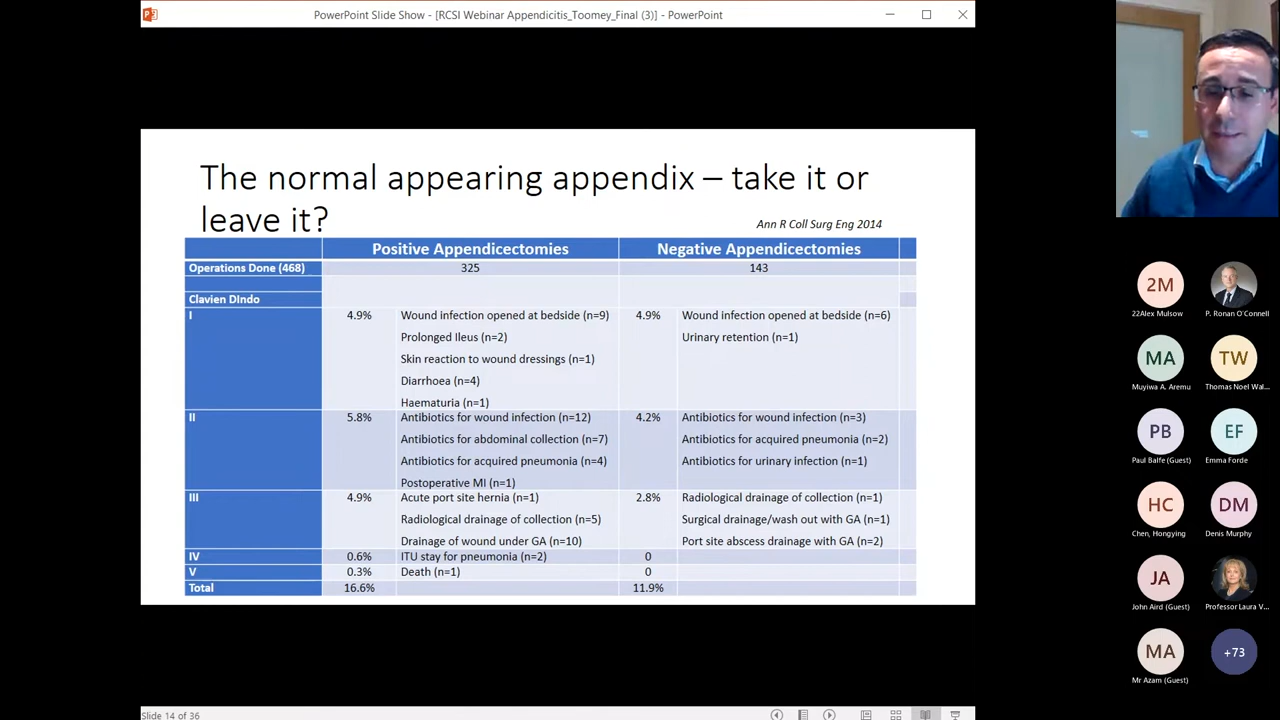 PowerPoint Slide Show - [RCSI Webinar Appendicitis_Toomey_Final (3)] - PowerPoint
The normal appearing appendix – take it or
leave it?
Ann R Coll Surg Eng 2014
Positive Appendicectomies Negative Appendicectomies
Operations Done (468) 325 143
Clavien DIndo
I 4.9% Wound infection opened at bedside (n=9) 4.9% Wound infection opened at bedside (n=6)
Prolonged Ileus (n=2) Urinary retention (n=1)
Skin reaction to wound dressings (n=1)
Diarrhoea (n=4)
Haematuria (n=1)
II 5.8% Antibiotics for wound infection (n=12) 4.2% Antibiotics for wound infection (n=3)
Antibiotics for abdominal collection (n=7) Antibiotics for acquired pneumonia (n=2)
Antibiotics for acquired pneumonia (n=4) Antibiotics for urinary infection (n=1)
Postoperative MI (n=1)
III 4.9% Acute port site hernia (n=1) 2.8% Radiological drainage of collection (n=1)
Radiological drainage of collection (n=5) Surgical drainage/wash out with GA (n=1)
Drainage of wound under GA (n=10) Port site abscess drainage with GA (n=2)
IV 0.6% ITU stay for pneumonia (n=2) 0
V 0.3% Death (n=1) 0
Total 16.6% 11.9%
Slide 14 of 36
2M
22Alex Mulsow P. Ronan O'Connell
MA TW
Muyiwa A. Aremu Thomas Noel Wal...
PB EF
Paul Balfe (Guest) Emma Forde
HC DM
Chen, Hongying Denis Murphy
JA
John Aird (Guest) Professor Laura V...
MA +73
Mr Azam (Guest)